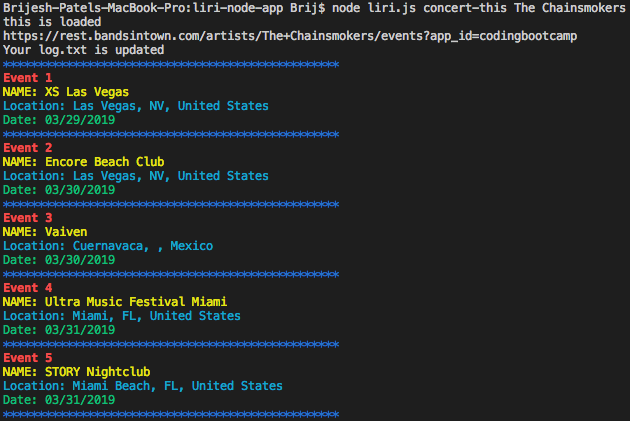 Brijesh-Patels-MacBook-Pro:liri-node-app Brij$ node liri.js concert-this The Chainsmokers
this is loaded
https://rest.bandsintown.com/artists/The+Chainsmokers/events?app_id=codingbootcamp
Your log.txt is updated
************************************************
Event 1
NAME: XS Las Vegas
Location: Las Vegas, NV, United States
Date: 03/29/2019
************************************************
Event 2
NAME: Encore Beach Club
Location: Las Vegas, NV, United States
Date: 03/30/2019
************************************************
Event 3
NAME: Vaiven
Location: Cuernavaca, , Mexico
Date: 03/30/2019
************************************************
Event 4
NAME: Ultra Music Festival Miami
Location: Miami, FL, United States
Date: 03/31/2019
************************************************
Event 5
NAME: STORY Nightclub
Location: Miami Beach, FL, United States
Date: 03/31/2019
************************************************